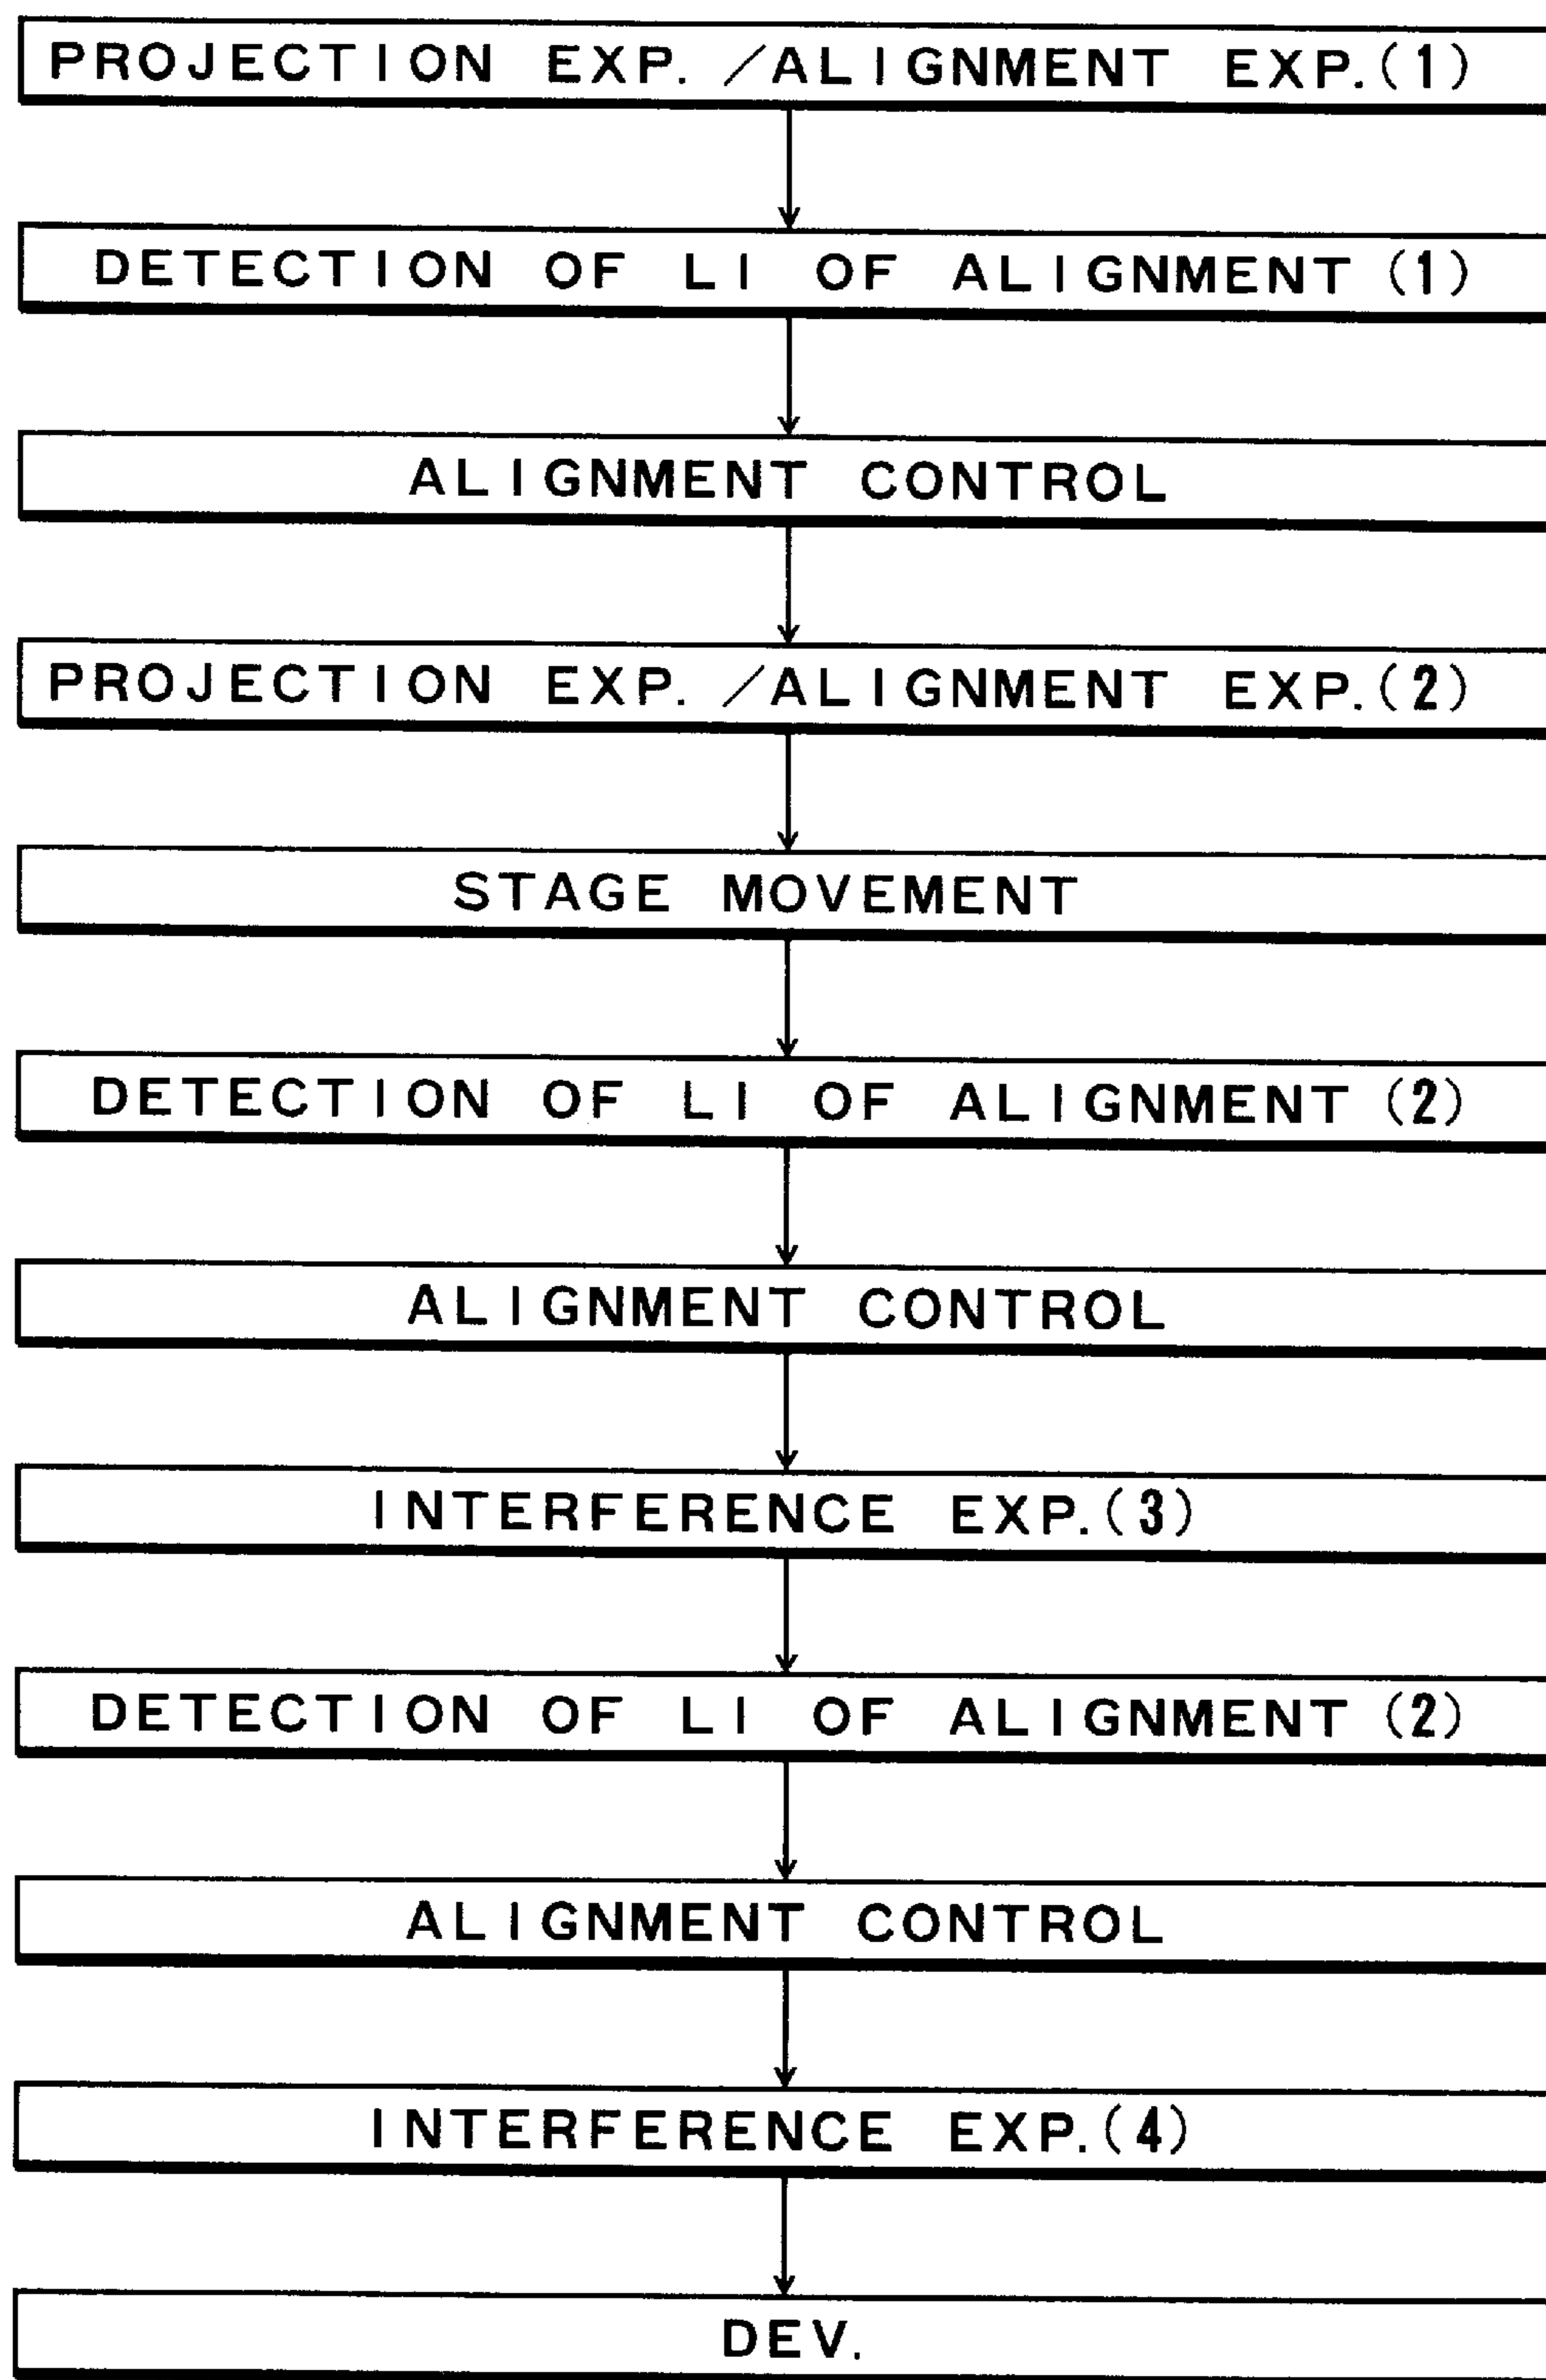 PROJECTION EXP./ALIGNMENT EXP.(1)
DETECTION OF LI OF ALIGNMENT (1)
ALIGNMENT CONTROL
PROJECTION EXP./ALIGNMENT EXP.(2)
STAGE MOVEMENT
DETECTION OF LI OF ALIGNMENT (2)
ALIGNMENT CONTROL
INTERFERENCE EXP.(3)
DETECTION OF LI OF ALIGNMENT (2)
ALIGNMENT CONTROL
INTERFERENCE EXP.(4)
DEV.